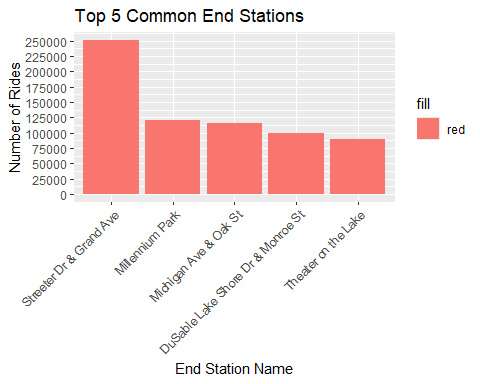 Top 5 Common End Stations
Number of Rides
250000
225000
200000
175000
150000
125000
100000
75000
50000
25000
0
Streeter Dr & Grand Ave
Millennium Park
Michigan Ave & Oak St
DuSable Lake Shore Dr & Monroe St
Theater on the Lake
End Station Name
fill
red